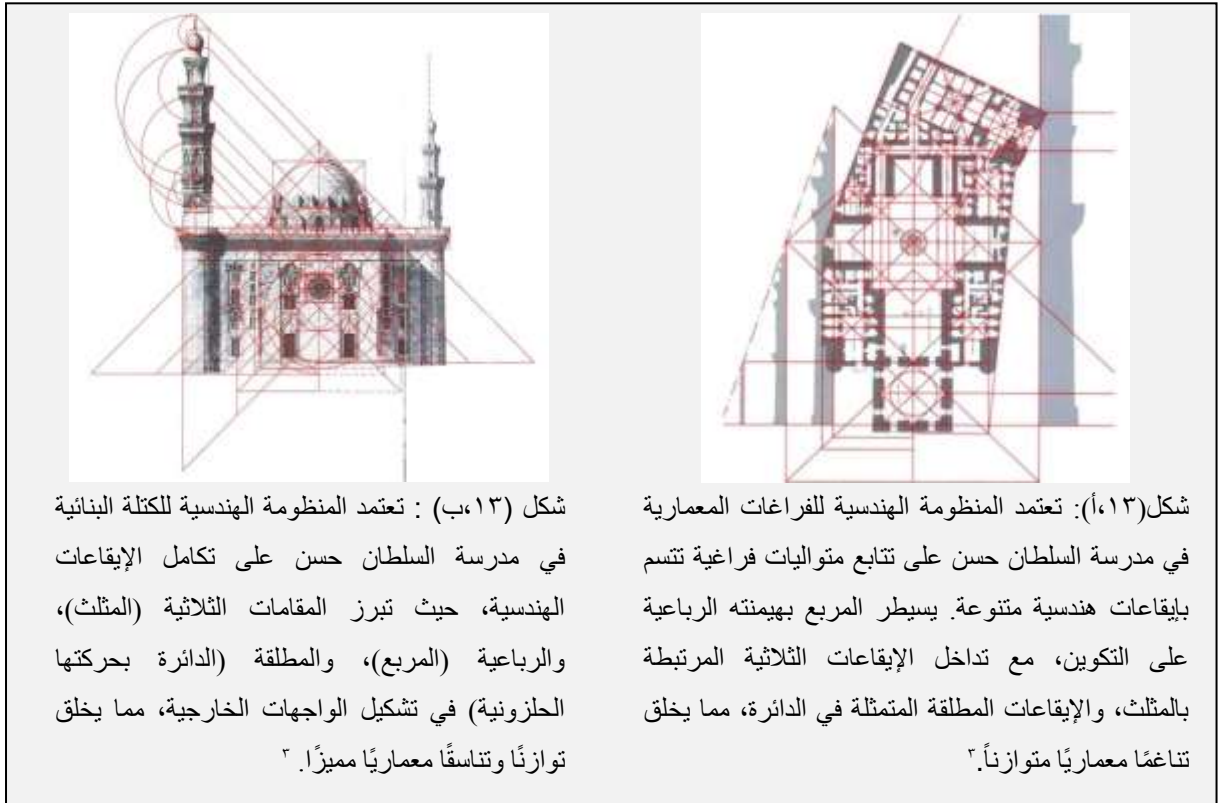 شكل(١٣،أ): تعتمد المنظومة الهندسية للفراغات المعمارية
في مدرسة السلطان حسن على تتابع متواليات فراغية تتسم
بإيقاعات هندسية متنوعة. يسيطر المربع بهيمنته الرباعية
على التكوين، مع تداخل الإيقاعات الثلاثية المرتبطة
بالمثلث، والإيقاعات المطلقة المتمثلة في الدائرة، مما يخلق
تناغمًا معماريًا متوازناً.٣
شكل (١٣،ب) : تعتمد المنظومة الهندسية للكتلة البنائية
في مدرسة السلطان حسن على تكامل الإيقاعات
الهندسية، حيث تبرز المقامات الثلاثية (المثلث)،
والرباعية (المربع)، والمطلقة (الدائرة بحركتها
الحلزونية) في تشكيل الواجهات الخارجية، مما يخلق
توازنًا وتناسقًا معماريًا مميزًا. ٣